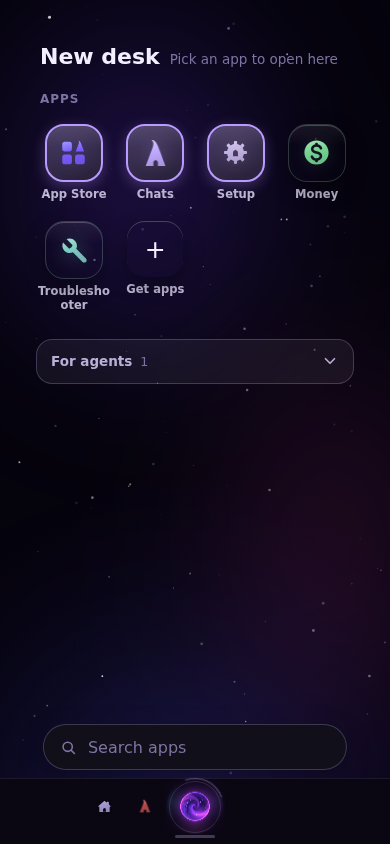 New desk Pick an app to open here
APPS
App Store Chats Setup Money
Troublesho
oter
Get apps
For agents 1
Search apps